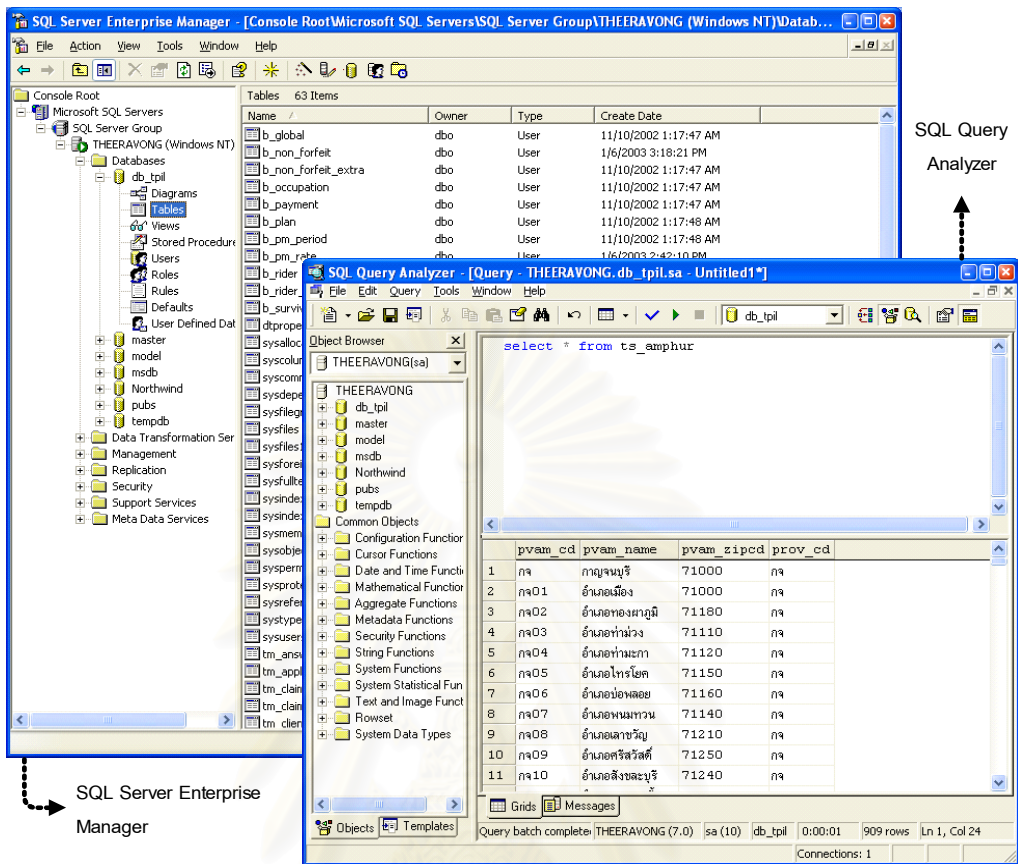 SQL Server Enterprise Manager - [Console Root\Microsoft SQL Servers\SQL Server Group\THEERAVONG (Windows NT)\Datab...
File Action View Tools Window Help
Console Root
Microsoft SQL Servers
SQL Server Group
THEERAVONG (Windows NT)
Databases
db_tpil
Diagrams
Tables
Views
Stored Procedure
Users
Roles
Rules
Defaults
User Defined Dat
master
model
msdb
Northwind
pubs
tempdb
Data Transformation Ser
Management
Replication
Security
Support Services
Meta Data Services
Tables 63 Items
Name Owner Type Create Date
b_global dbo User 11/10/2002 1:17:47 AM
b_non_forfeit dbo User 1/6/2003 3:18:21 PM
b_non_forfeit_extra dbo User 11/10/2002 1:17:47 AM
b_occupation dbo User 11/10/2002 1:17:47 AM
b_payment dbo User 11/10/2002 1:17:47 AM
b_plan dbo User 11/10/2002 1:17:48 AM
b_pm_period dbo User 11/10/2002 1:17:48 AM
b_pm_rate dbo User 1/6/2003 2:42:10 PM
b_rider
b_rider_
b_surviv
dtprope
sysalloc
syscolur
syscomm
sysdepe
sysfilegr
sysfiles
sysfiles1
sysforei
sysfullte
sysinde
sysinde
sysmem
sysobje
sysperm
sysprote
sysrefer
systype
sysusers
tm_ansv
tm_appl
tm_clain
tm_clain
tm_clien
SQL Query
Analyzer
SQL Query Analyzer - [Query - THEERAVONG.db_tpil.sa - Untitled1*]
File Edit Query Tools Window Help
db_tpil
Object Browser
THEERAVONG(sa)
THEERAVONG
db_tpil
master
model
msdb
Northwind
pubs
tempdb
Common Objects
Configuration Function
Cursor Functions
Date and Time Functi
Mathematical Function
Aggregate Functions
Metadata Functions
Security Functions
String Functions
System Functions
System Statistical Fun
Text and Image Funct
Rowset
System Data Types
Objects Templates
select * from ts_amphur
pvam_cd pvam_name pvam_zipcd prov_cd
1 กจ กาญจนบุรี 71000 กจ
2 กจ01 อำเภอเมือง 71000 กจ
3 กจ02 อำเภอทองผาภูมิ 71180 กจ
4 กจ03 อำเภอท่าม่วง 71110 กจ
5 กจ04 อำเภอท่ามะกา 71120 กจ
6 กจ05 อำเภอไทรโยค 71150 กจ
7 กจ06 อำเภอบ่อพลอย 71160 กจ
8 กจ07 อำเภอพนมทวน 71140 กจ
9 กจ08 อำเภอเลาขวัญ 71210 กจ
10 กจ09 อำเภอศรีสวัสดิ์ 71250 กจ
11 กจ10 อำเภอสังขละบุรี 71240 กจ
Grids Messages
Query batch complete THEERAVONG (7.0) sa (10) db_tpil 0:00:01 909 rows Ln 1, Col 24
Connections: 1
SQL Server Enterprise
Manager